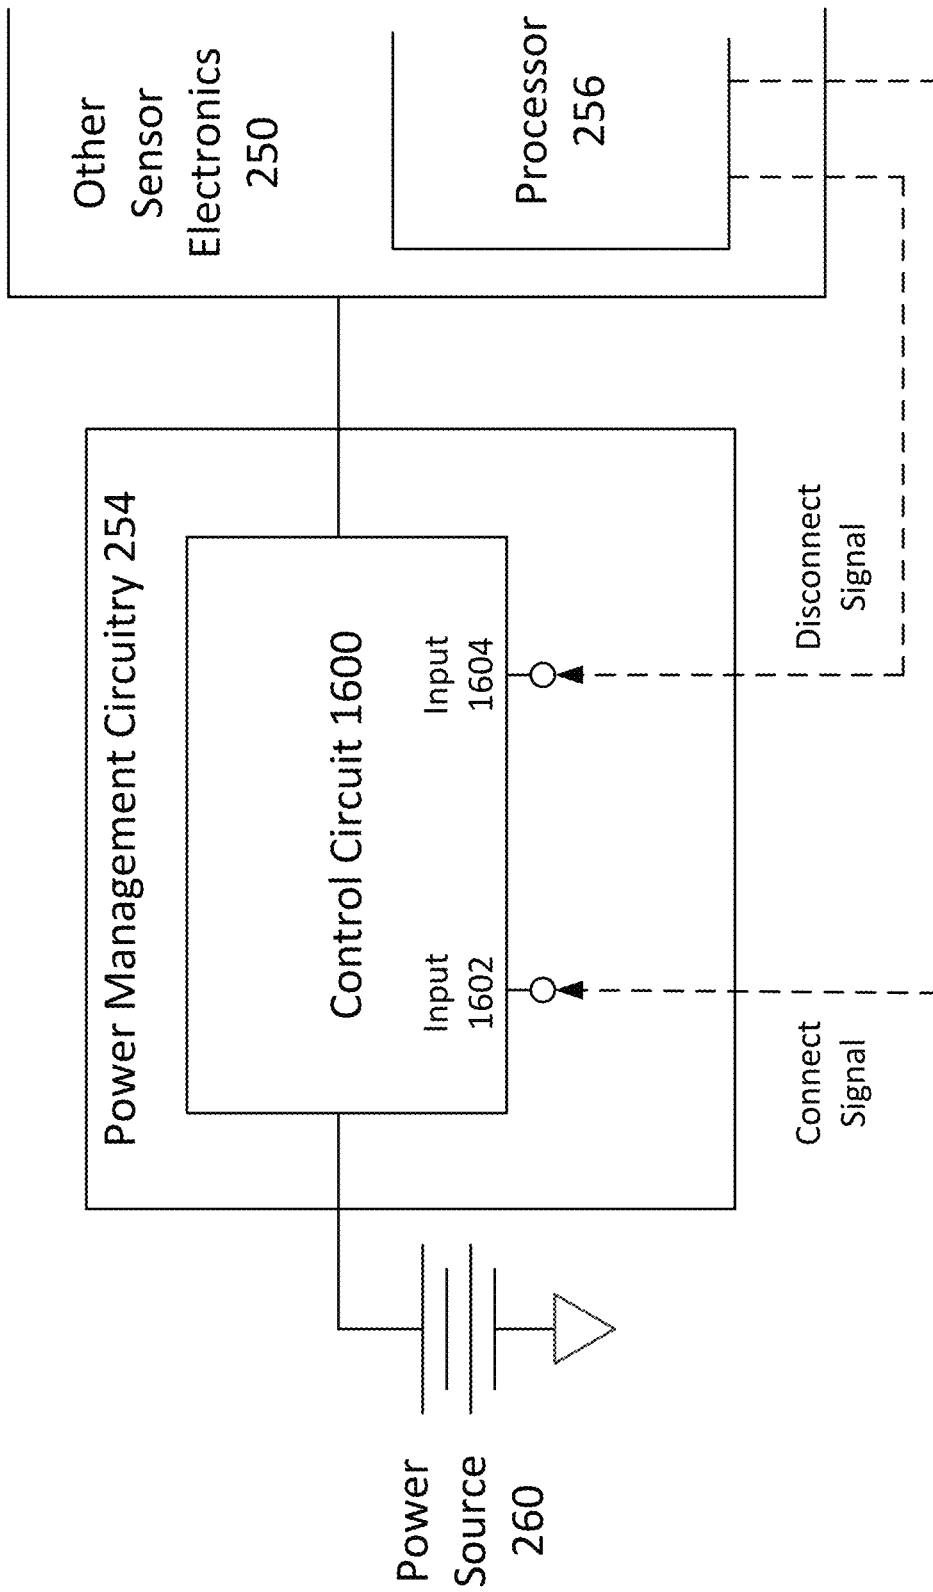 Other
Sensor
Electronics
250
Processor
256
Power Management Circuitry 254
Control Circuit 1600
Input
1604
Input
1602
Disconnect
Signal
Connect
Signal
Power
Source
260